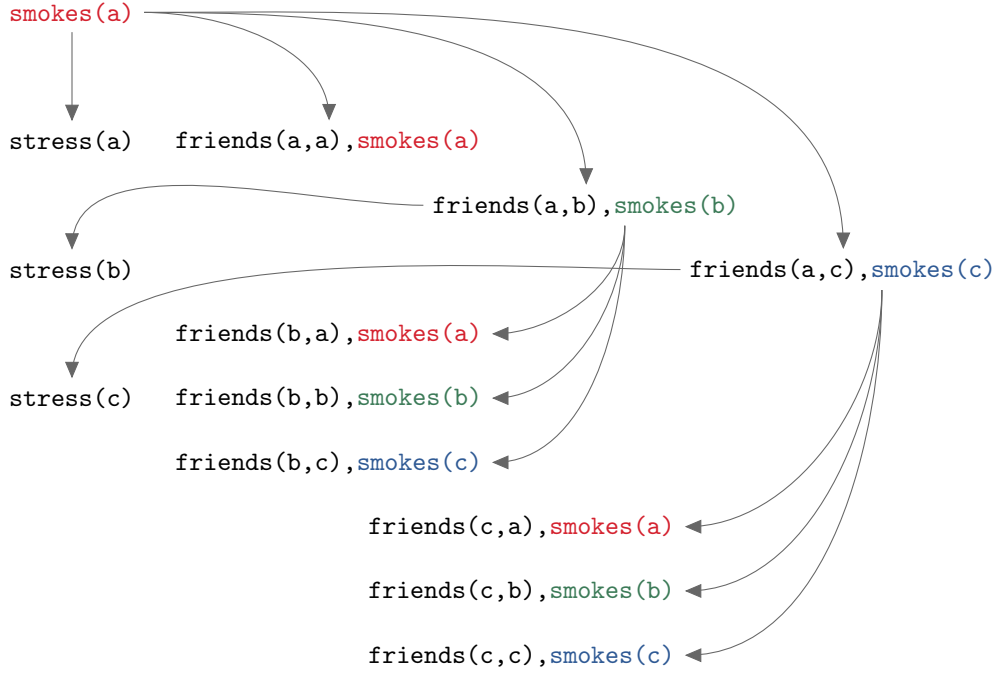 smokes(a)
stress(a)
friends(a,a),smokes(a)
friends(a,b),smokes(b)
stress(b)
friends(a,c),smokes(c)
friends(b,a),smokes(a)
stress(c)
friends(b,b),smokes(b)
friends(b,c),smokes(c)
friends(c,a),smokes(a)
friends(c,b),smokes(b)
friends(c,c),smokes(c)